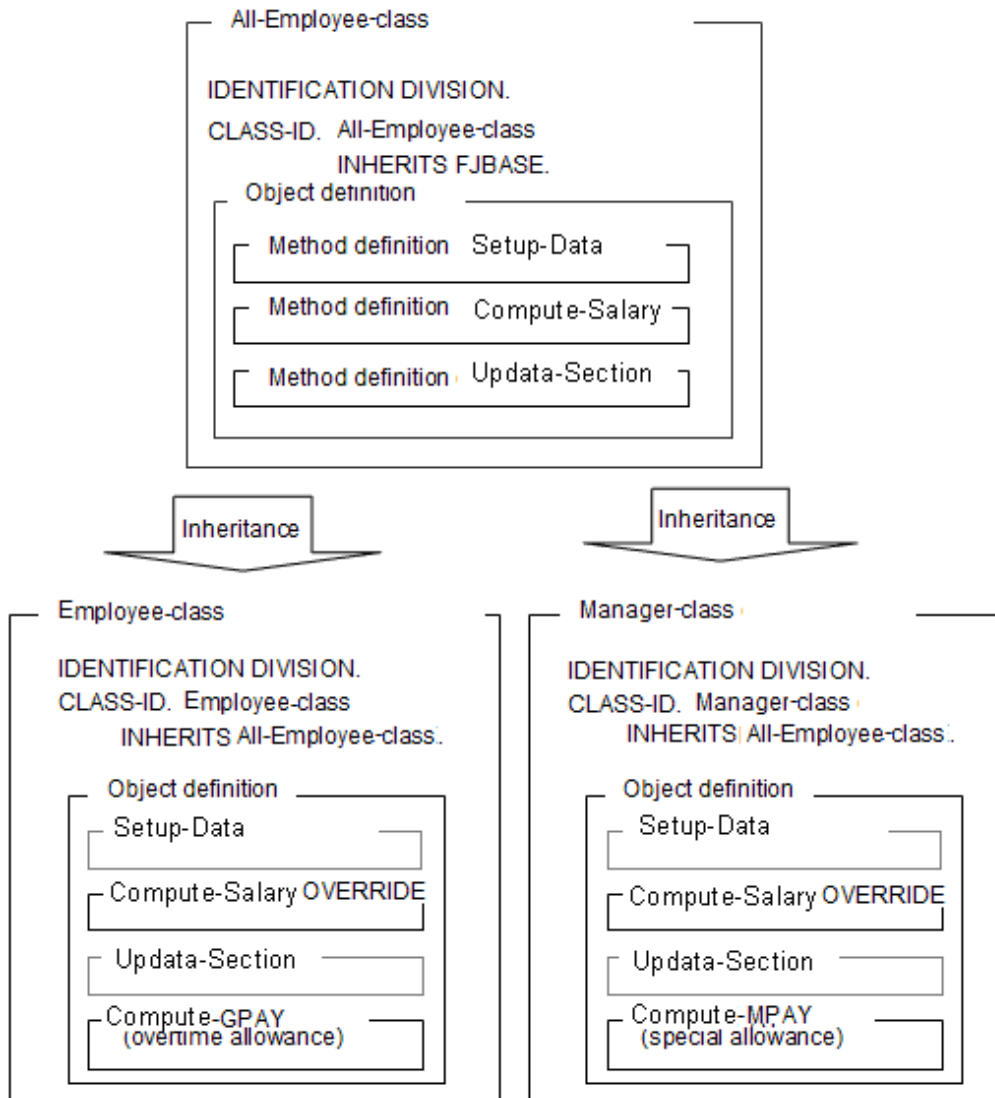 All-Employee-class
IDENTIFICATION DIVISION.
CLASS-ID. All-Employee-class
INHERITS FJBASE.
Object definition
Method definition Setup-Data
Method definition Compute-Salary
Method definition Updata-Section
Inheritance
Inheritance
Employee-class
IDENTIFICATION DIVISION.
CLASS-ID. Employee-class
INHERITS All-Employee-class.
Object definition
Setup-Data
Compute-Salary OVERRIDE
Updata-Section
Compute-GPAY
(overtime allowance)
Manager-class
IDENTIFICATION DIVISION.
CLASS-ID. Manager-class
INHERITS All-Employee-class.
Object definition
Setup-Data
Compute-Salary OVERRIDE
Updata-Section
Compute-MPAY
(special allowance)